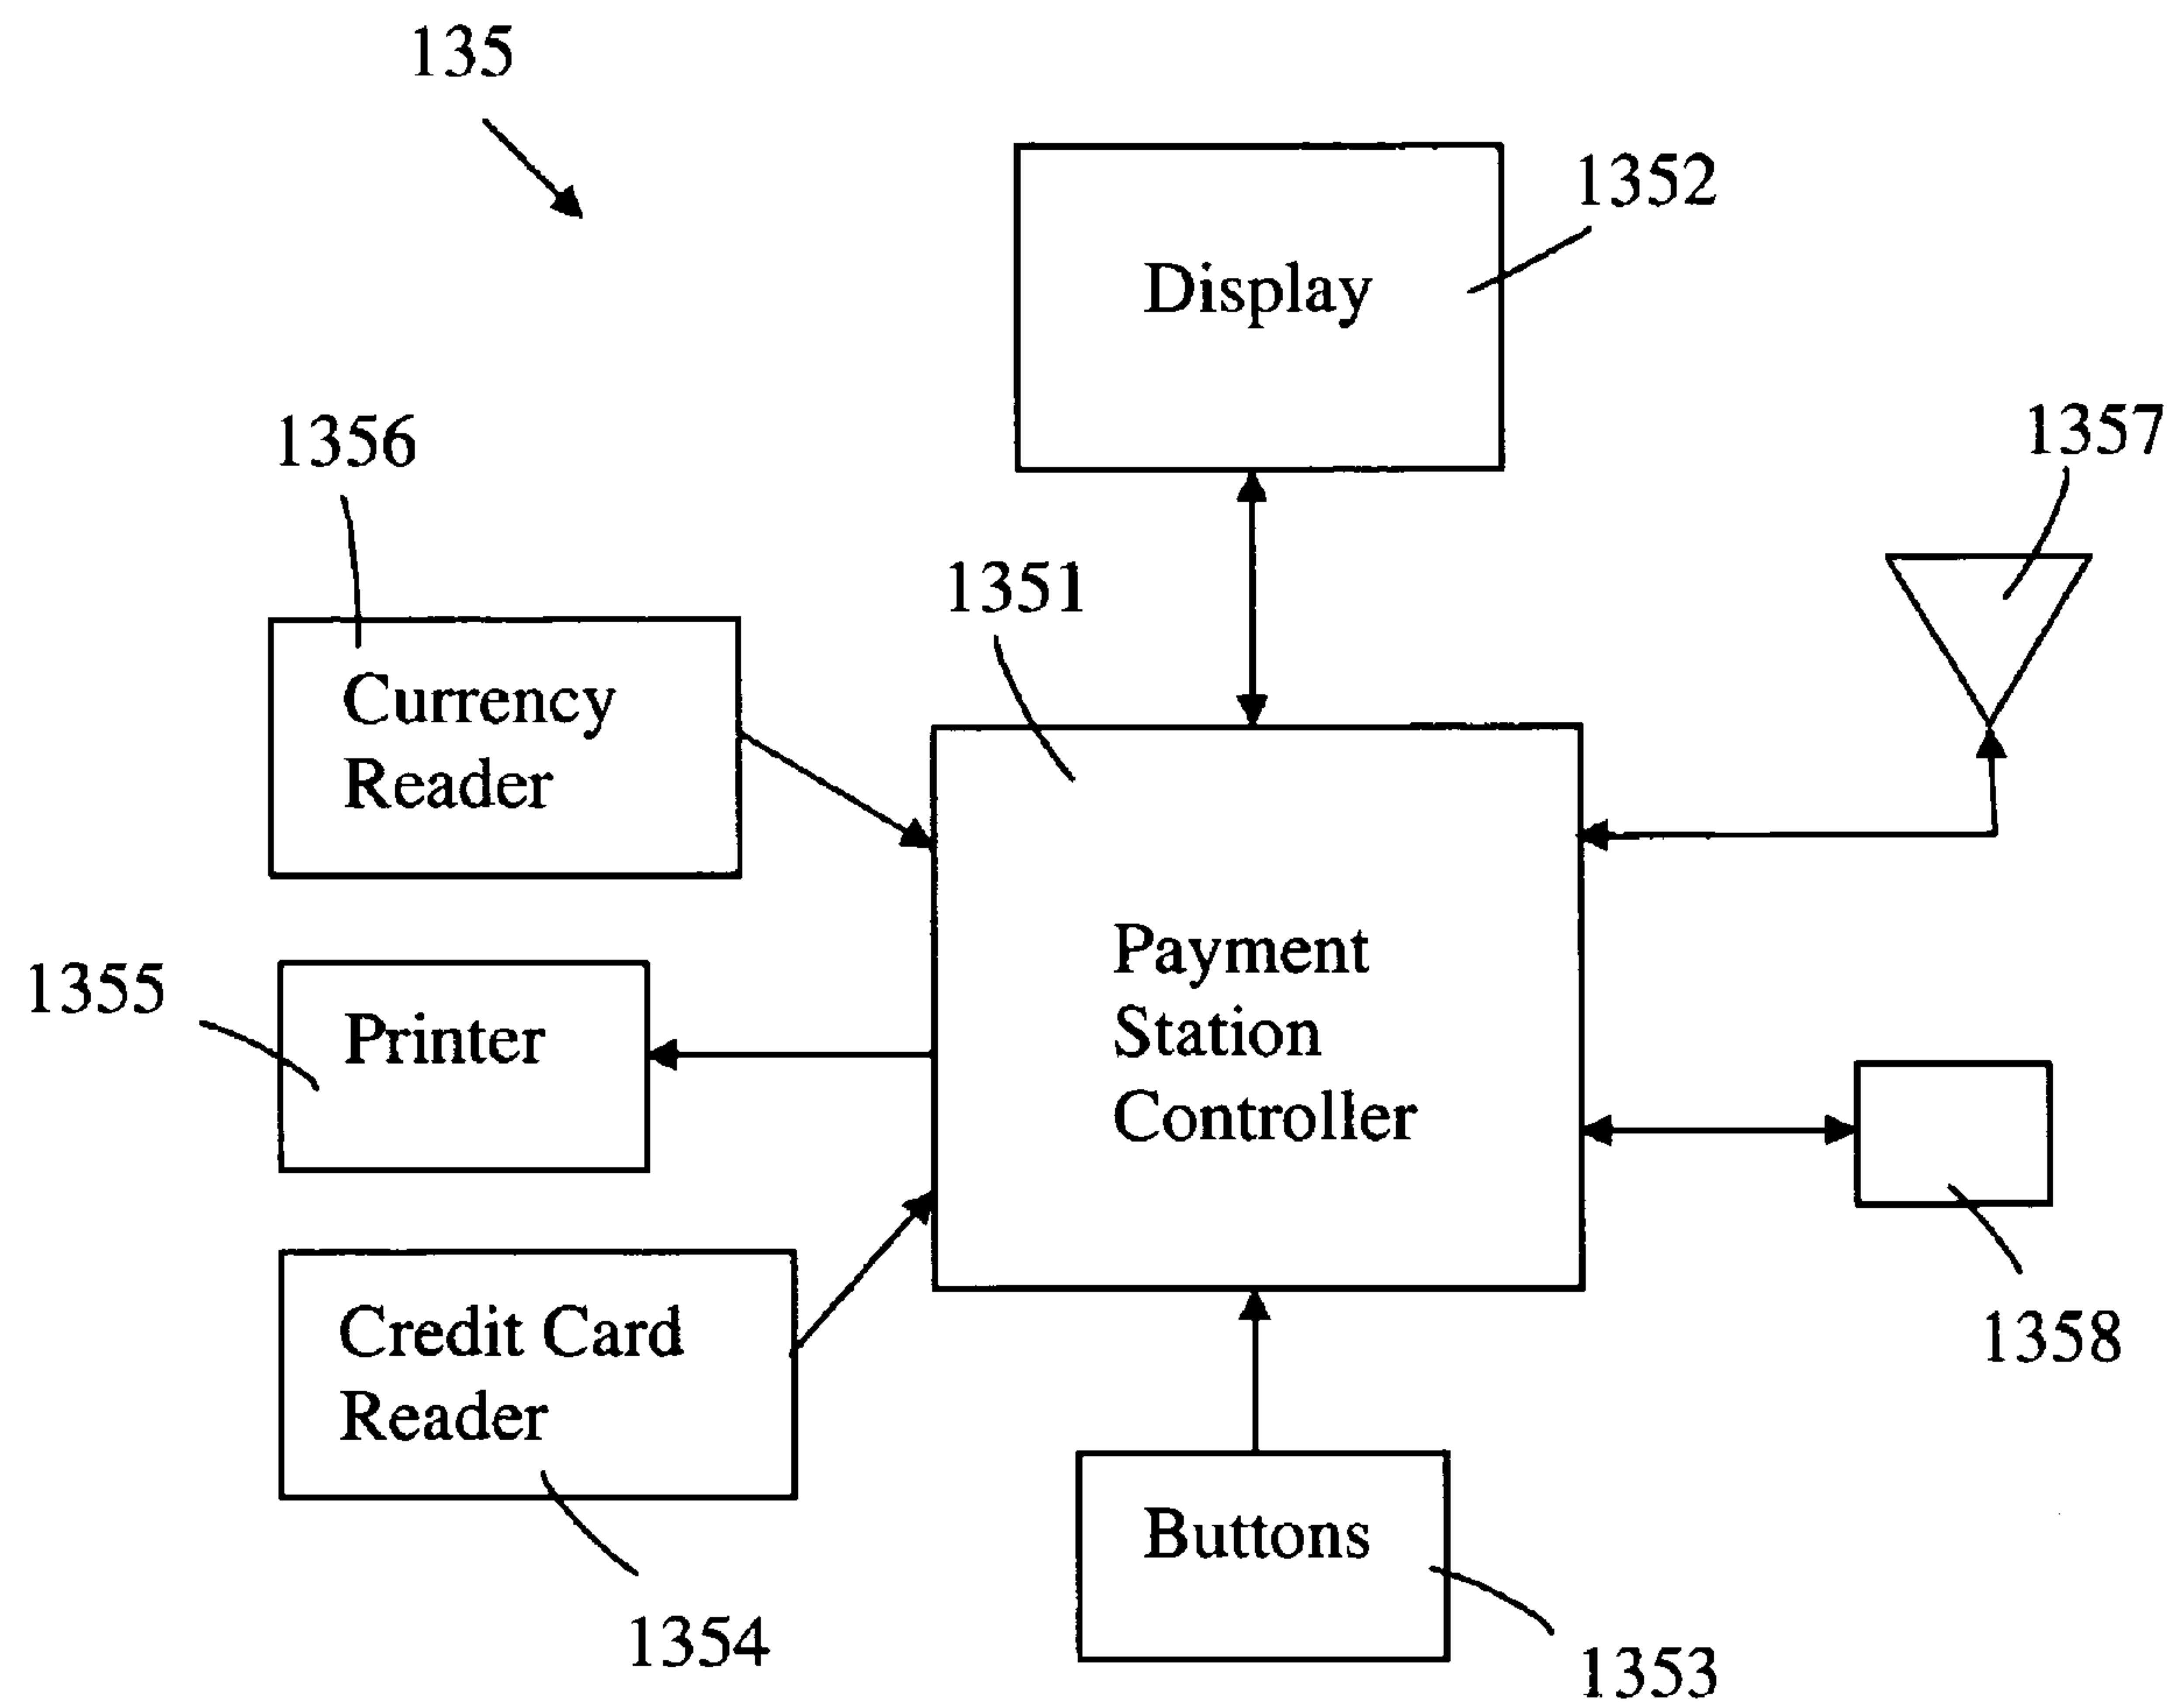 135
1352
Display
1356
1357
1351
Currency
Reader
Payment
Station
Controller
1355
Printer
1358
Credit Card
Reader
Buttons
1354
1353